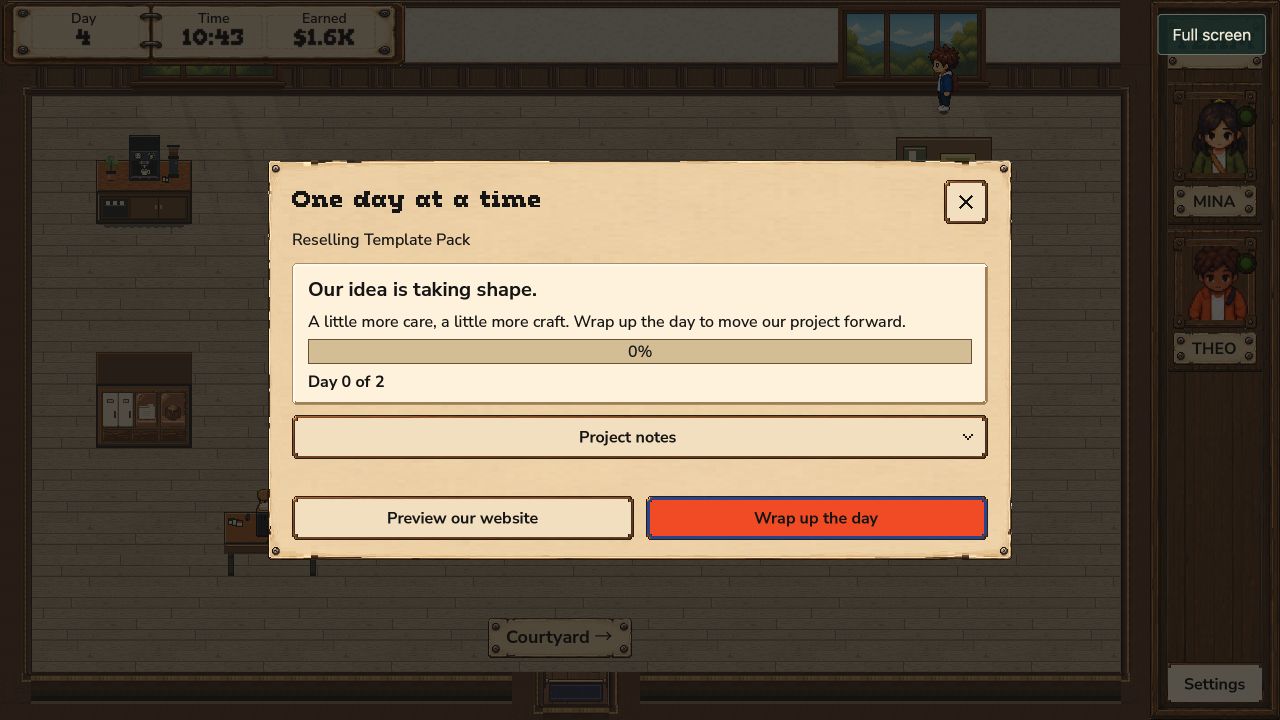 Day
4
Time
10:43
Earned
$1.6K
Full screen
MINA
THEO
One day at a time
Reselling Template Pack
Our idea is taking shape.
A little more care, a little more craft. Wrap up the day to move our project forward.
0%
Day 0 of 2
Project notes
Preview our website
Wrap up the day
Courtyard →
Settings